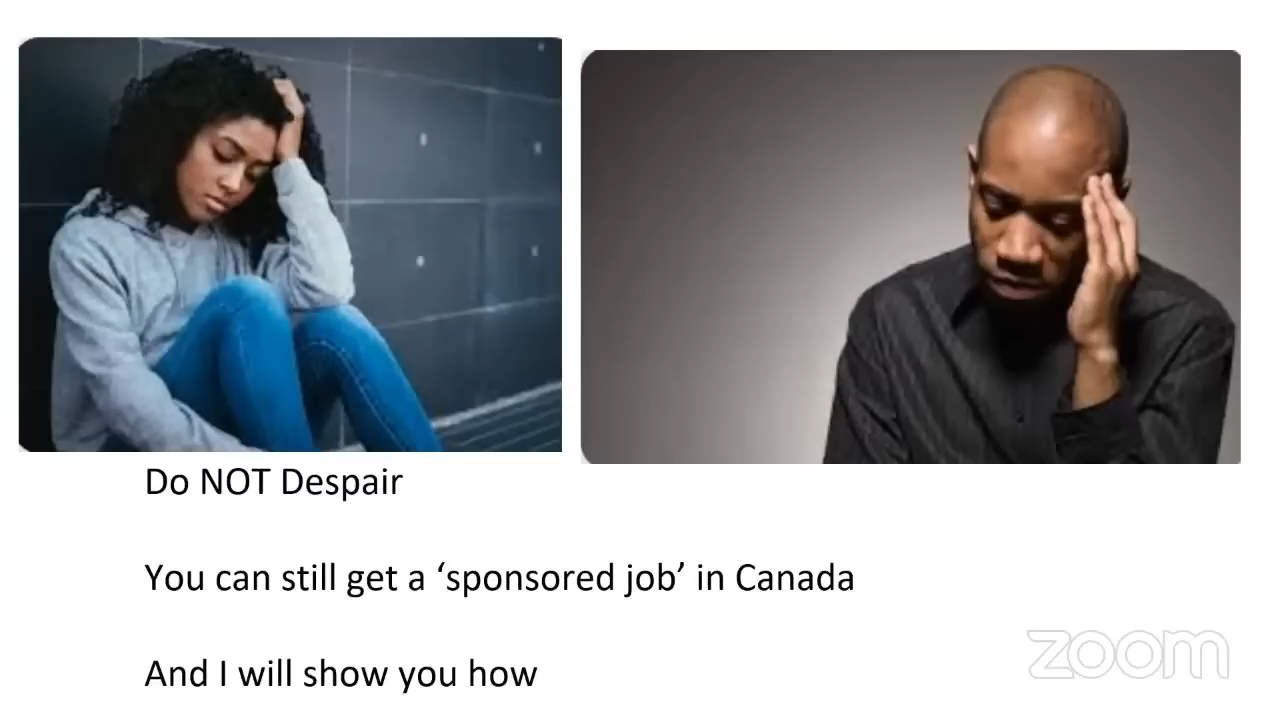 Do NOT Despair
You can still get a ‘sponsored job’ in Canada
And I will show you how
zoom